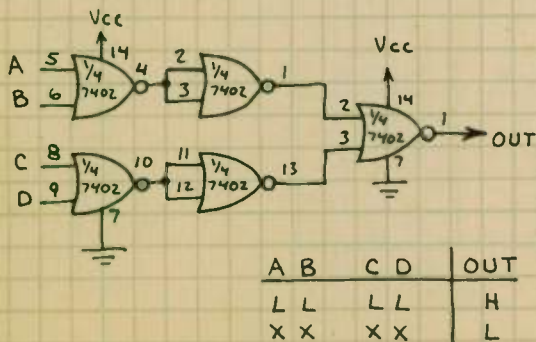 Vcc
14
A 5 1/4 7402 4 2 3 1/4 7402 1
B 6
Vcc
14
2 3 1/4 7402 1 OUT
7
C 8 1/4 7402 10 11 12 1/4 7402 13
D 9
7
A B C D OUT
L L L L H
X X X X L